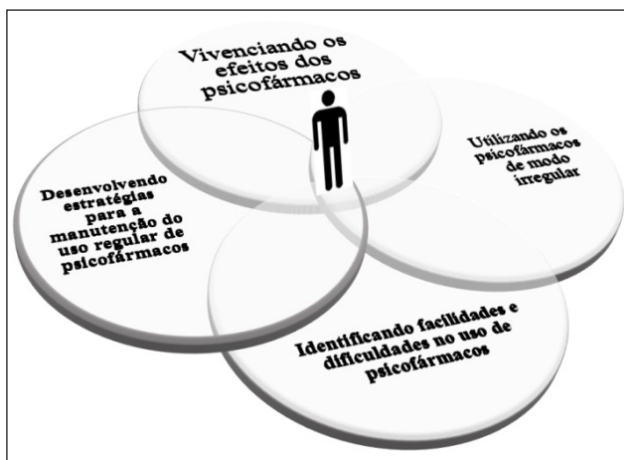 Vivenciando os
efeitos dos
psicofármacos
Utilizando os
psicofármacos
de modo
irregular
Desenvolvendo
estratégias
para a
manutenção do
uso regular de
psicofármacos
Identificando facilidades e
dificuldades no uso de
psicofármacos